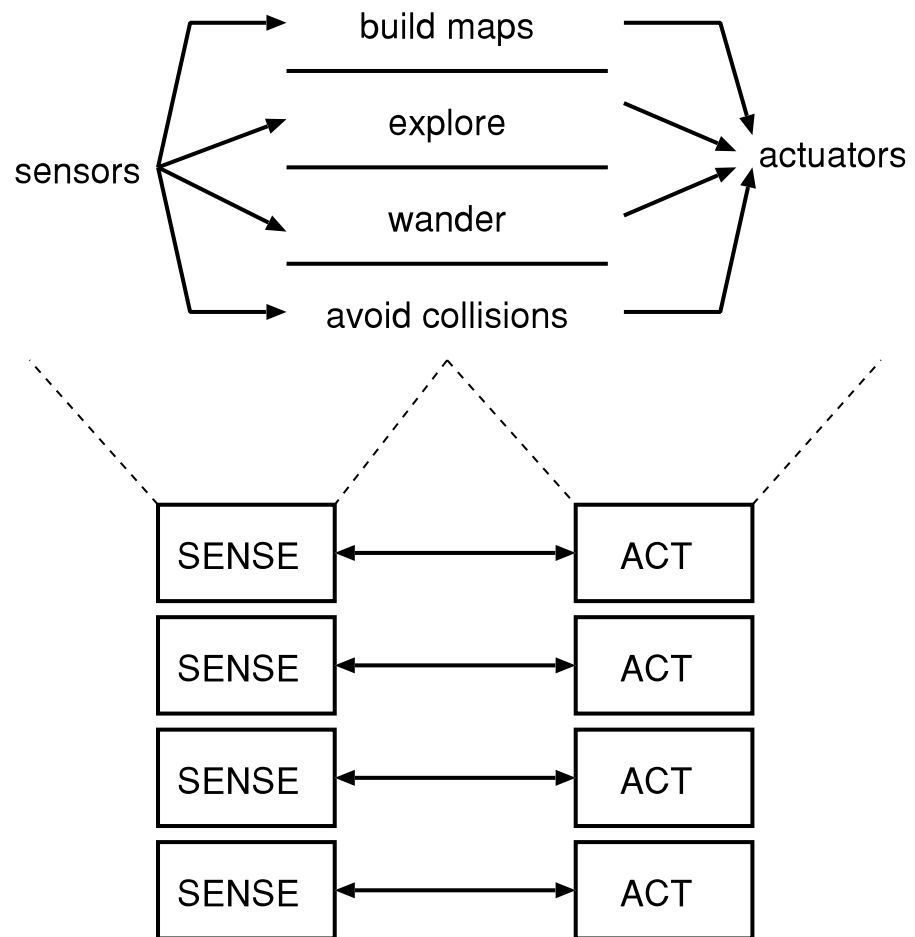 build maps
explore
sensors
actuators
wander
avoid collisions
SENSE ACT
SENSE ACT
SENSE ACT
SENSE ACT